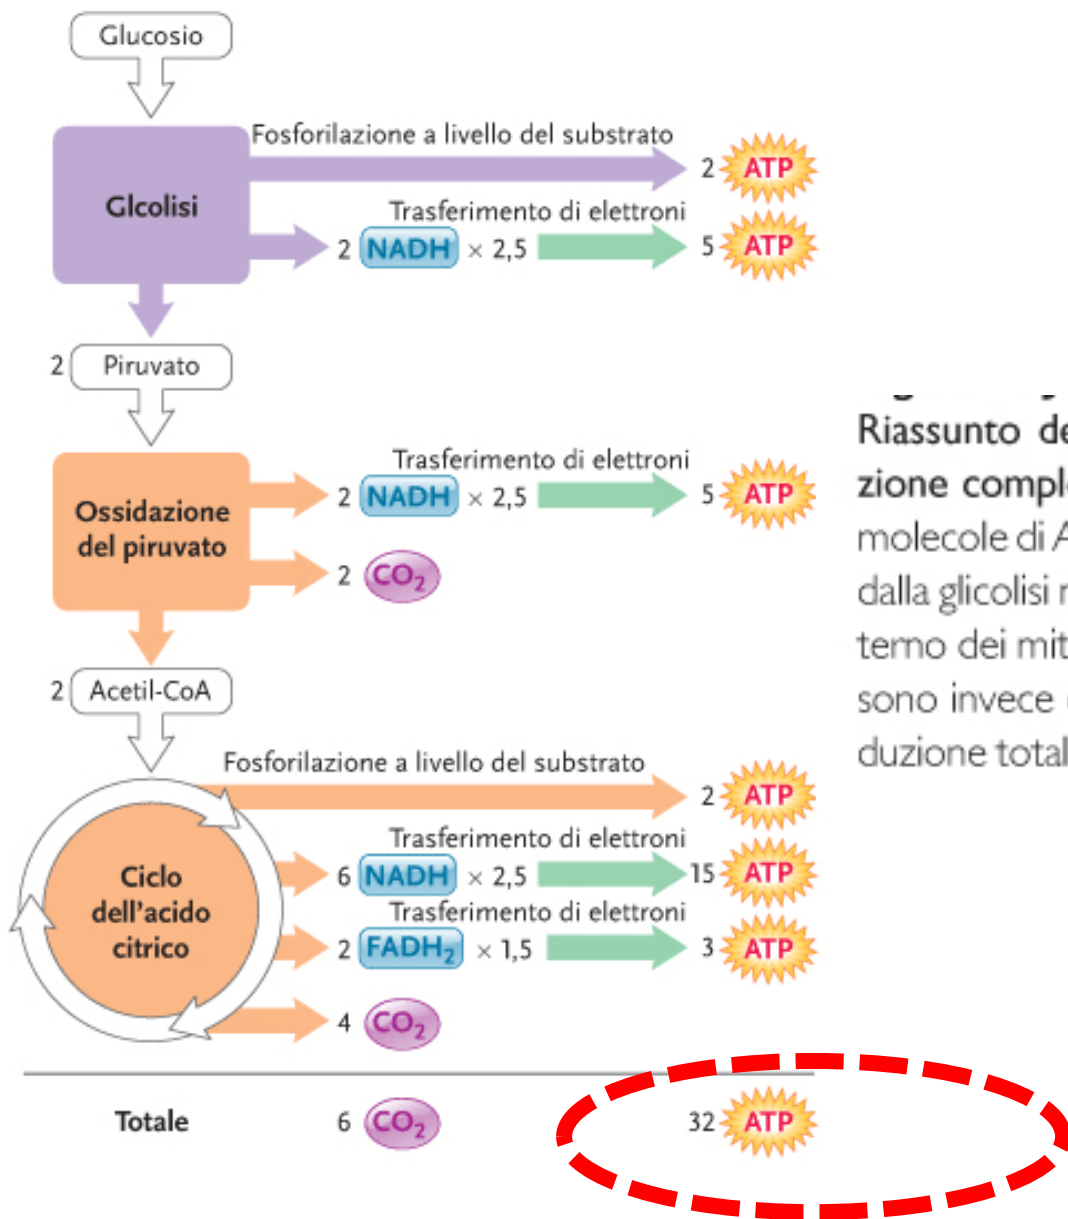 Glucosio
Fosforilazione a livello del substrato
Glcolisi
2 ATP
Trasferimento di elettroni
2 NADH × 2,5 5 ATP
2 Piruvato
Trasferimento di elettroni
2 NADH × 2,5 5 ATP
Ossidazione
del piruvato
2 CO₂
2 Acetil-CoA
Fosforilazione a livello del substrato
2 ATP
Trasferimento di elettroni
6 NADH × 2,5 15 ATP
Ciclo
dell'acido
citrico
Trasferimento di elettroni
2 FADH₂ × 1,5 3 ATP
4 CO₂
Totale 6 CO₂ 32 ATP
Riassunto de
zione comple
molecole di A
dalla glicolisi
terno dei mit
sono invece
duzione total